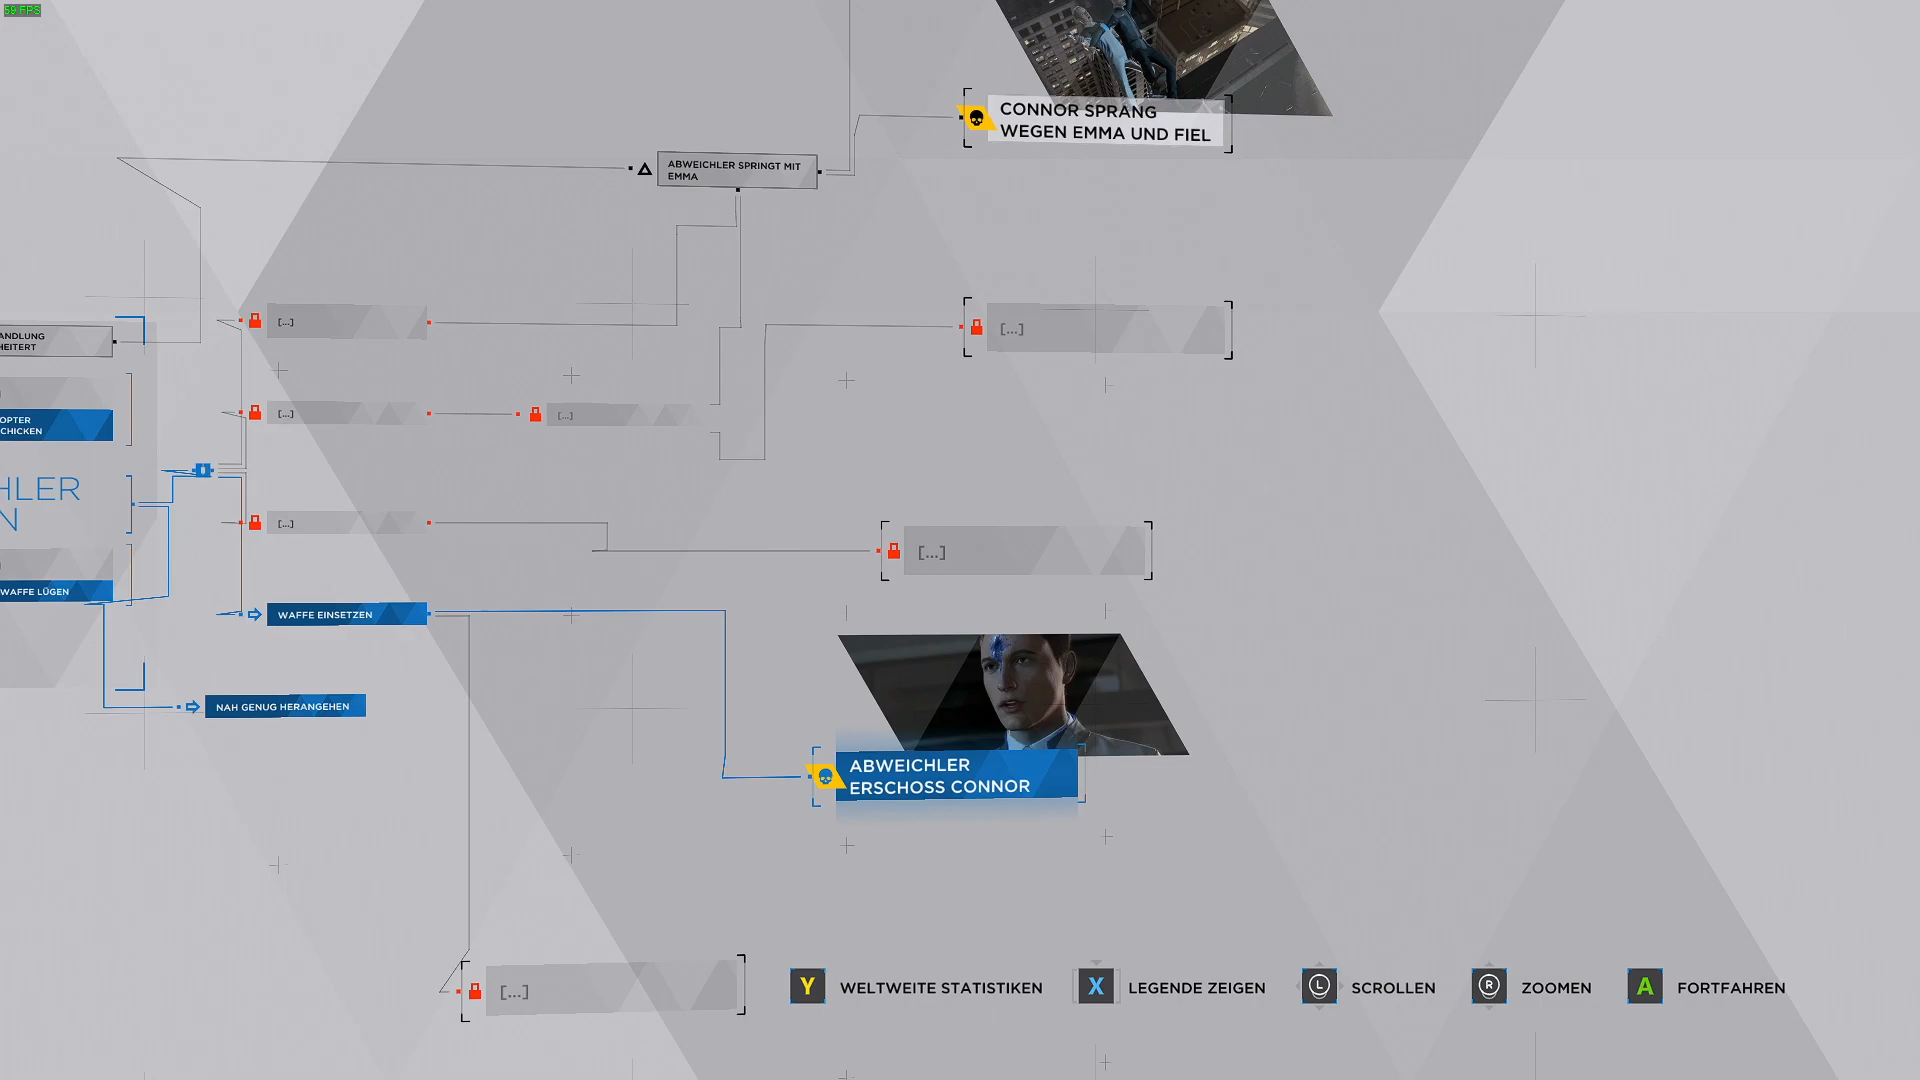 59 FPS
CONNOR SPRANG
WEGEN EMMA UND FIEL
ABWEICHLER SPRINGT MIT
EMMA
[...]
[...]
ANDLUNG
HEITERT
[...]
[...]
OPTER
CHICKEN
HLER
N
[...]
[...]
WAFFE LÜGEN
WAFFE EINSETZEN
NAH GENUG HERANGEHEN
ABWEICHLER
ERSCHOSS CONNOR
[...]
Y WELTWEITE STATISTIKEN
X LEGENDE ZEIGEN
L SCROLLEN
R ZOOMEN
A FORTFAHREN